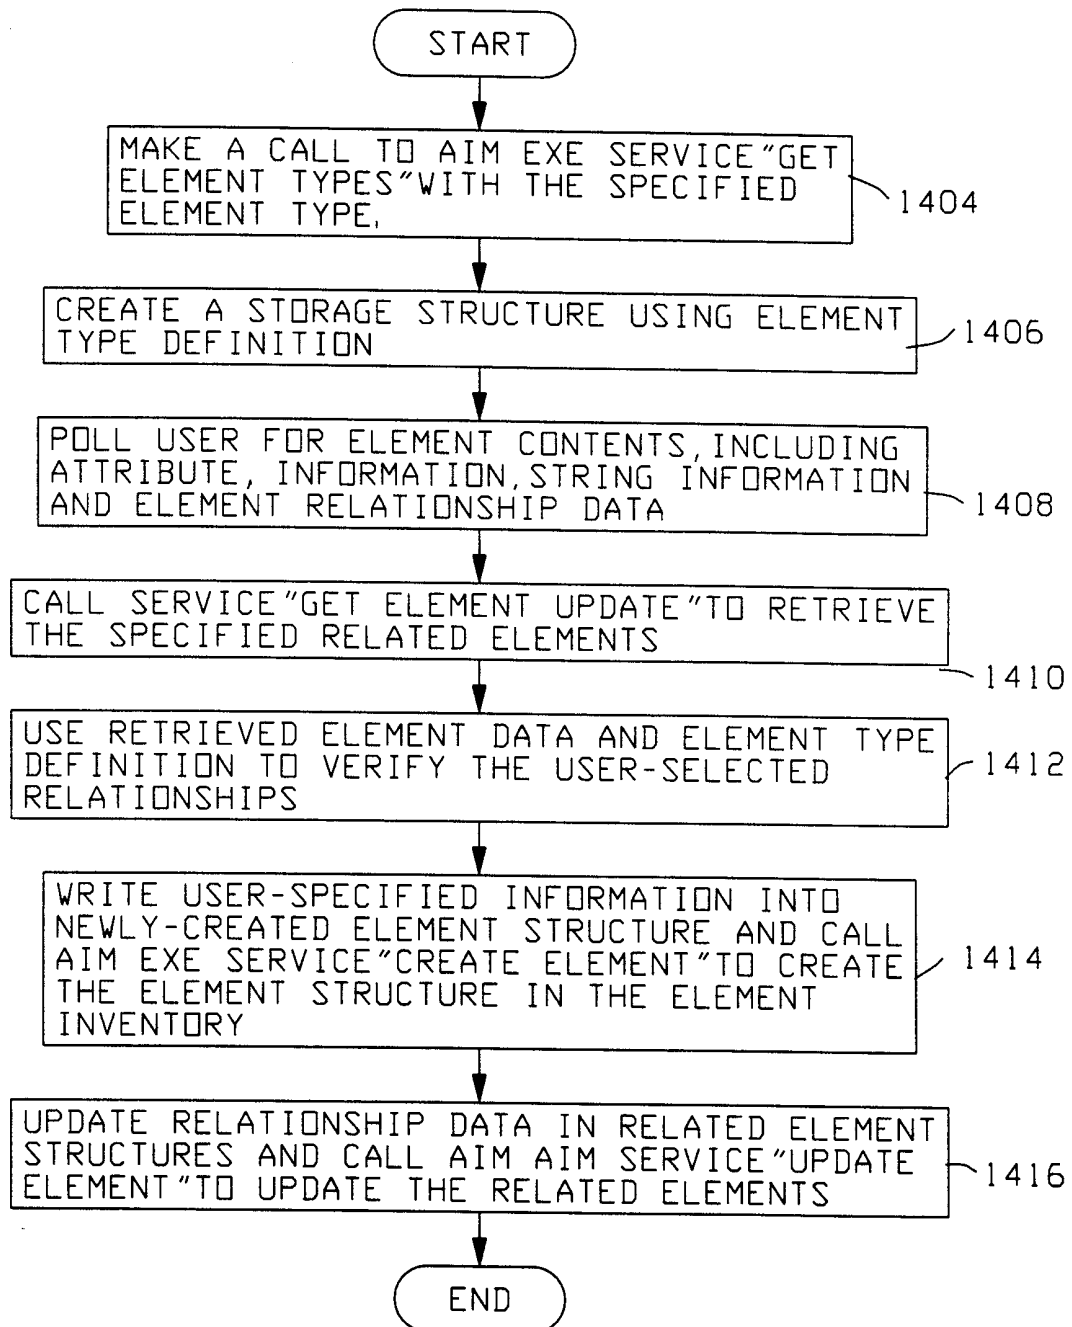 START
MAKE A CALL TO AIM EXE SERVICE"GET
ELEMENT TYPES"WITH THE SPECIFIED
ELEMENT TYPE,
1404
CREATE A STORAGE STRUCTURE USING ELEMENT
TYPE DEFINITION
1406
POLL USER FOR ELEMENT CONTENTS,INCLUDING
ATTRIBUTE, INFORMATION,STRING INFORMATION
AND ELEMENT RELATIONSHIP DATA
1408
CALL SERVICE"GET ELEMENT UPDATE"TO RETRIEVE
THE SPECIFIED RELATED ELEMENTS
1410
USE RETRIEVED ELEMENT DATA AND ELEMENT TYPE
DEFINITION TO VERIFY THE USER-SELECTED
RELATIONSHIPS
1412
WRITE USER-SPECIFIED INFORMATION INTO
NEWLY-CREATED ELEMENT STRUCTURE AND CALL
AIM EXE SERVICE"CREATE ELEMENT"TO CREATE
THE ELEMENT STRUCTURE IN THE ELEMENT
INVENTORY
1414
UPDATE RELATIONSHIP DATA IN RELATED ELEMENT
STRUCTURES AND CALL AIM AIM SERVICE"UPDATE
ELEMENT"TO UPDATE THE RELATED ELEMENTS
1416
END